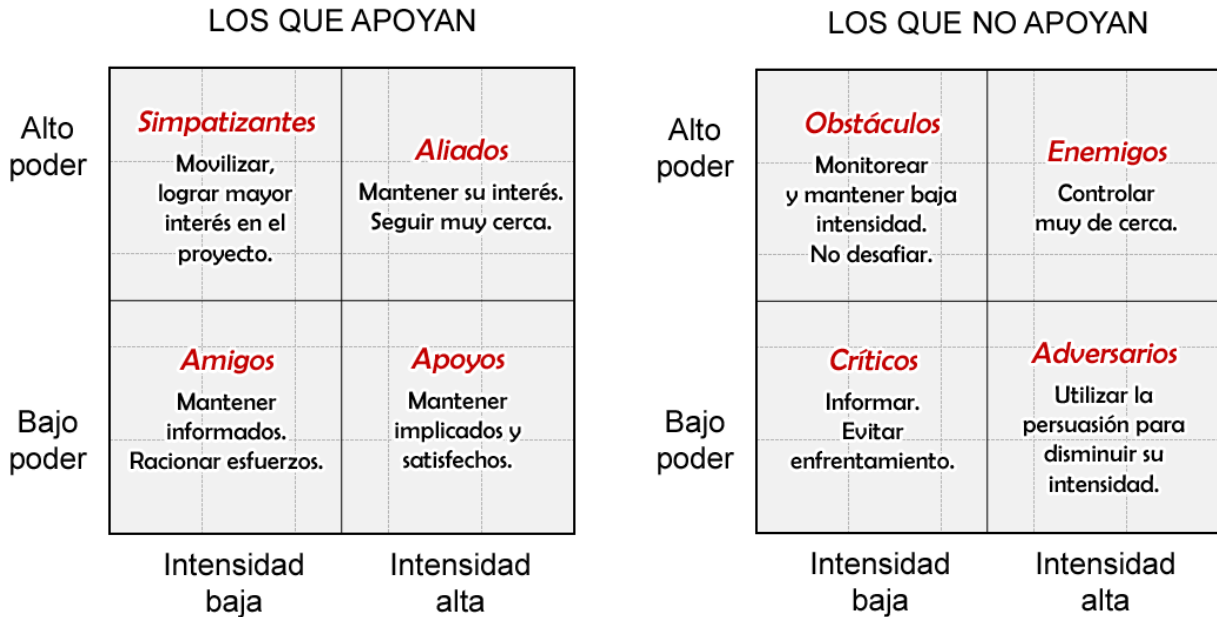 LOS QUE APOYAN
Alto
poder
Simpatizantes
Movilizar,
lograr mayor
interés en el
proyecto.
Aliados
Mantener su interés.
Seguir muy cerca.
Bajo
poder
Amigos
Mantener
informados.
Racionar esfuerzos.
Apoyos
Mantener
implicados y
satisfechos.
Intensidad
baja
Intensidad
alta
LOS QUE NO APOYAN
Alto
poder
Obstáculos
Monitorear
y mantener baja
intensidad.
No desafiar.
Enemigos
Controlar
muy de cerca.
Bajo
poder
Críticos
Informar.
Evitar
enfrentamiento.
Adversarios
Utilizar la
persuasión para
disminuir su
intensidad.
Intensidad
baja
Intensidad
alta